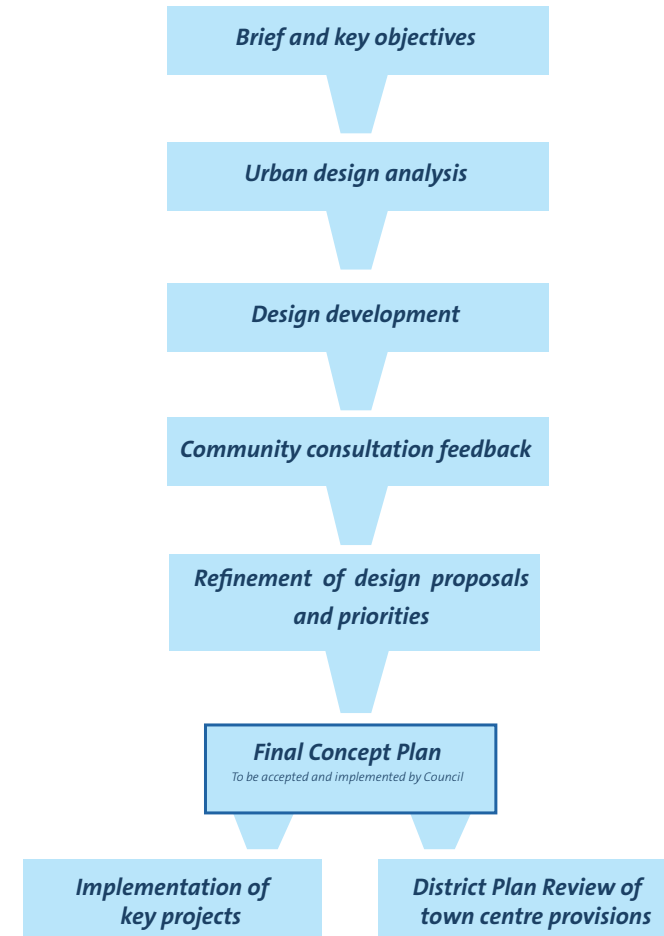 Brief and key objectives
Urban design analysis
Design development
Community consultation feedback
Refinement of design proposals
and priorities
Final Concept Plan
To be accepted and implemented by Council
Implementation of
key projects
District Plan Review of
town centre provisions